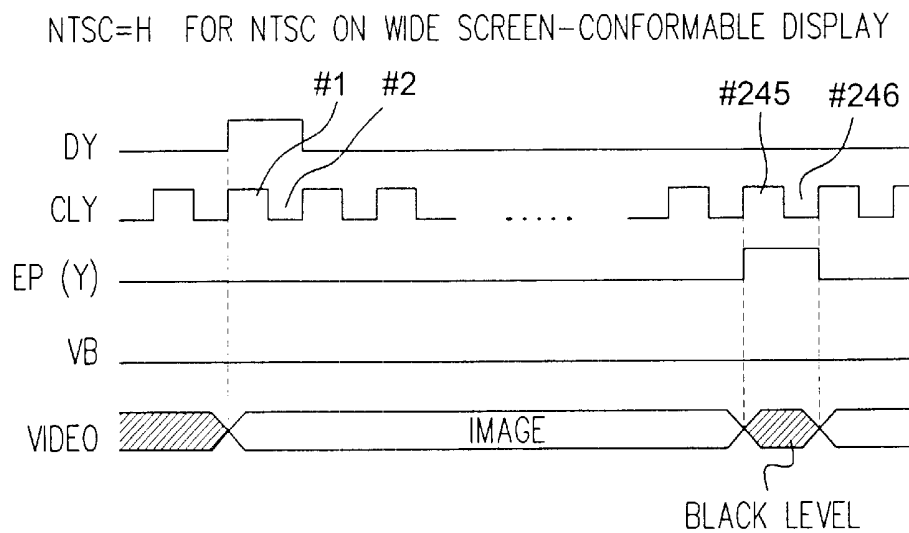 NTSC=H FOR NTSC ON WIDE SCREEN-CONFORMABLE DISPLAY
#1 #2 #245 #246
DY
CLY
.....
EP (Y)
VB
VIDEO IMAGE
BLACK LEVEL